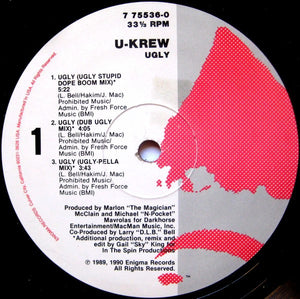 7 75536-0
33⅓ RPM
U-KREW
UGLY
1. UGLY (UGLY STUPID
DOPE BOOM MIX)*
5:22
(L. Bell/Hakim/J. Mac)
Prohibited Music/
Admin. by Fresh Force
Music (BMI)
2. UGLY (DUB UGLY
MIX)* 4:05
(L. Bell/Hakim/J. Mac)
Prohibited Music/
Admin. by Fresh Force
Music (BMI)
3. UGLY (UGLY-PELLA
MIX)* 3:43
(L. Bell/Hakim/J. Mac)
Prohibited Music/
Admin. by Fresh Force
Music (BMI)
1
Produced by Marlon "The Magician"
McClain and Michael "N-Pocket"
Mavrolas for Darkhorse
Entertainment/MacMan Music, Inc.
Co-Produced by Larry "D.L.B." Bell
*Additional production, remix and
edit by Gail "Sky" King for
In The Spin Productions
℗ 1989, 1990 Enigma Records
All Rights Reserved.